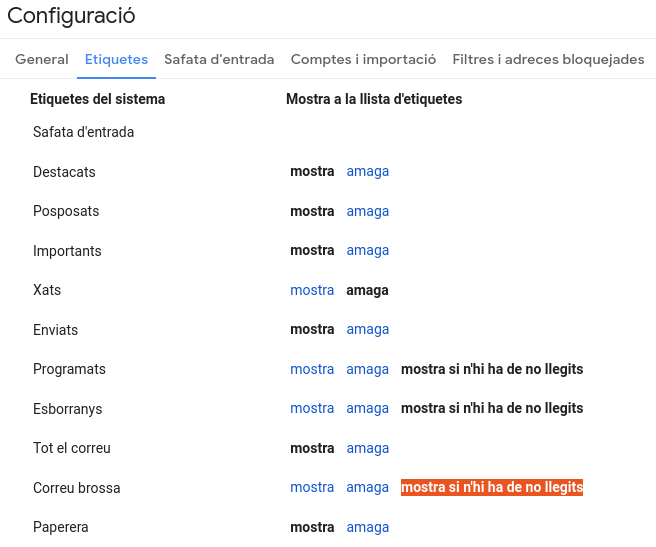 Configuració
General Etiquetes Safata d'entrada Comptes i importació Filtres i adreces bloquejades
Etiquetes del sistema Mostra a la llista d'etiquetes
Safata d'entrada
Destacats mostra amaga
Posposats mostra amaga
Importants mostra amaga
Xats mostra amaga
Enviats mostra amaga
Programats mostra amaga mostra si n'hi ha de no llegits
Esborranys mostra amaga mostra si n'hi ha de no llegits
Tot el correu mostra amaga
Correu brossa mostra amaga mostra si n'hi ha de no llegits
Paperera mostra amaga